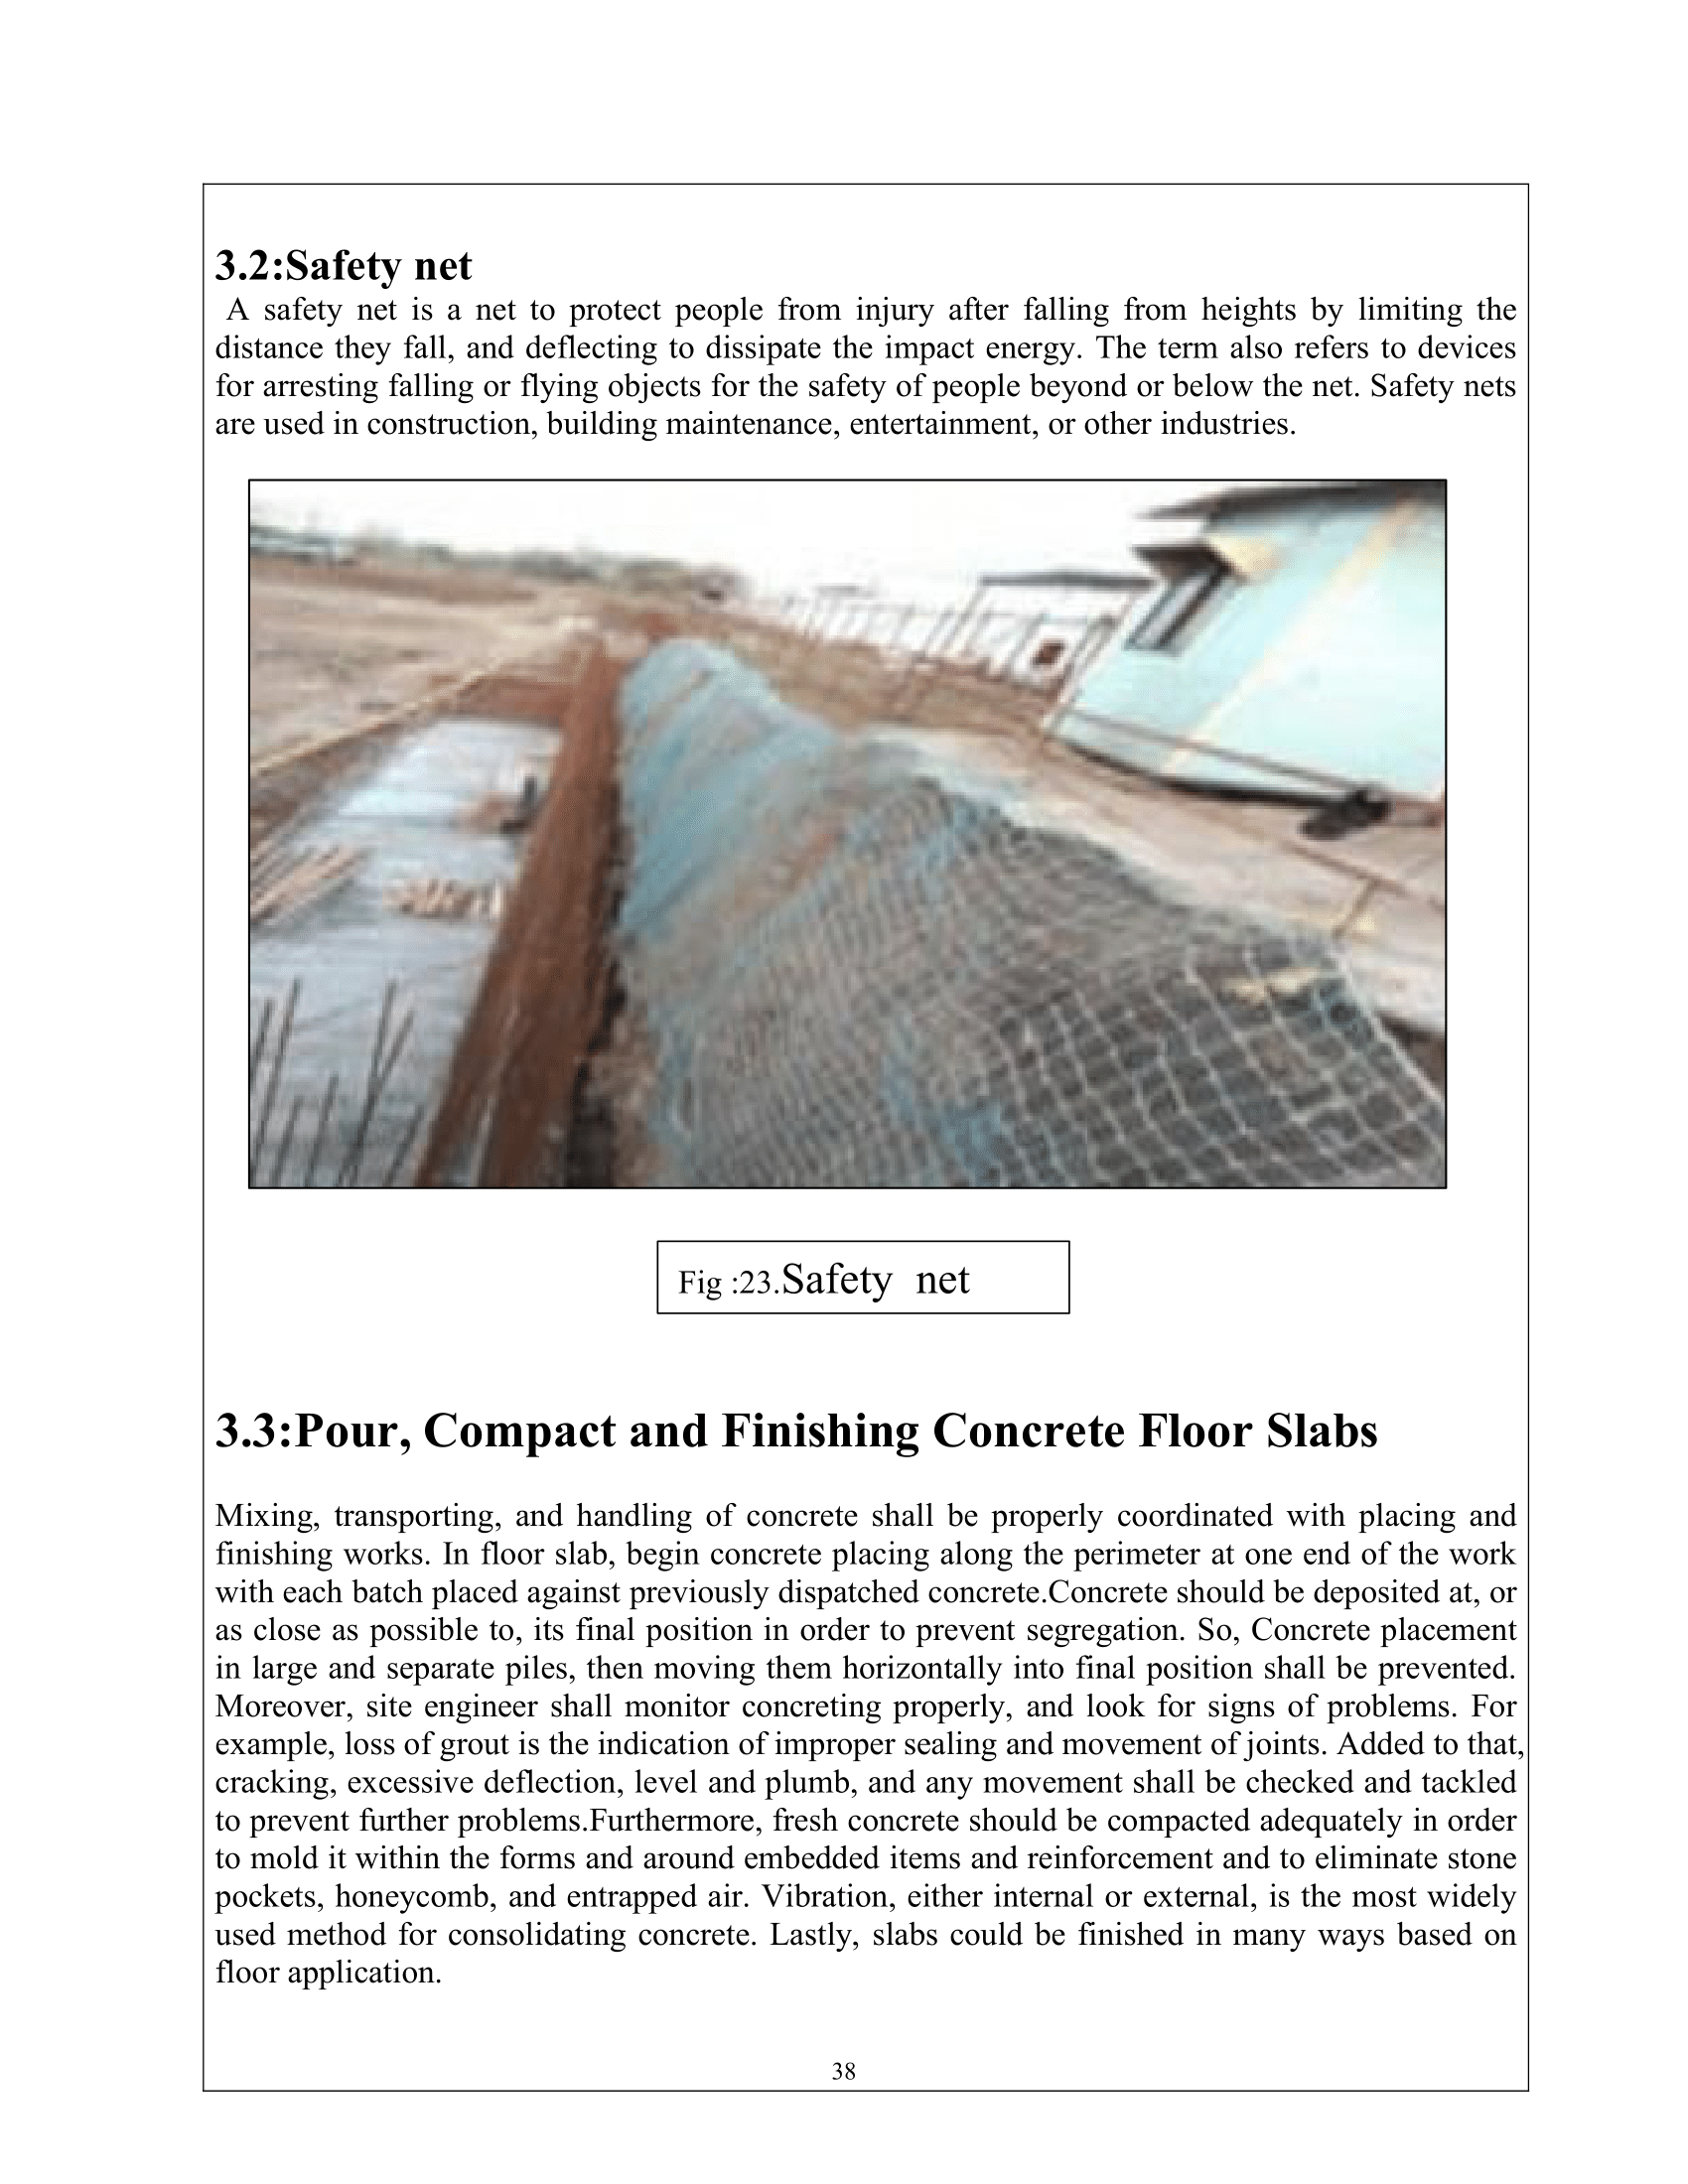 3.2:Safety net
A safety net is a net to protect people from injury after falling from heights by limiting the
distance they fall, and deflecting to dissipate the impact energy. The term also refers to devices
for arresting falling or flying objects for the safety of people beyond or below the net. Safety nets
are used in construction, building maintenance, entertainment, or other industries.
Fig :23.Safety net
3.3:Pour, Compact and Finishing Concrete Floor Slabs
Mixing, transporting, and handling of concrete shall be properly coordinated with placing and
finishing works. In floor slab, begin concrete placing along the perimeter at one end of the work
with each batch placed against previously dispatched concrete.Concrete should be deposited at, or
as close as possible to, its final position in order to prevent segregation. So, Concrete placement
in large and separate piles, then moving them horizontally into final position shall be prevented.
Moreover, site engineer shall monitor concreting properly, and look for signs of problems. For
example, loss of grout is the indication of improper sealing and movement of joints. Added to that,
cracking, excessive deflection, level and plumb, and any movement shall be checked and tackled
to prevent further problems.Furthermore, fresh concrete should be compacted adequately in order
to mold it within the forms and around embedded items and reinforcement and to eliminate stone
pockets, honeycomb, and entrapped air. Vibration, either internal or external, is the most widely
used method for consolidating concrete. Lastly, slabs could be finished in many ways based on
floor application.
38